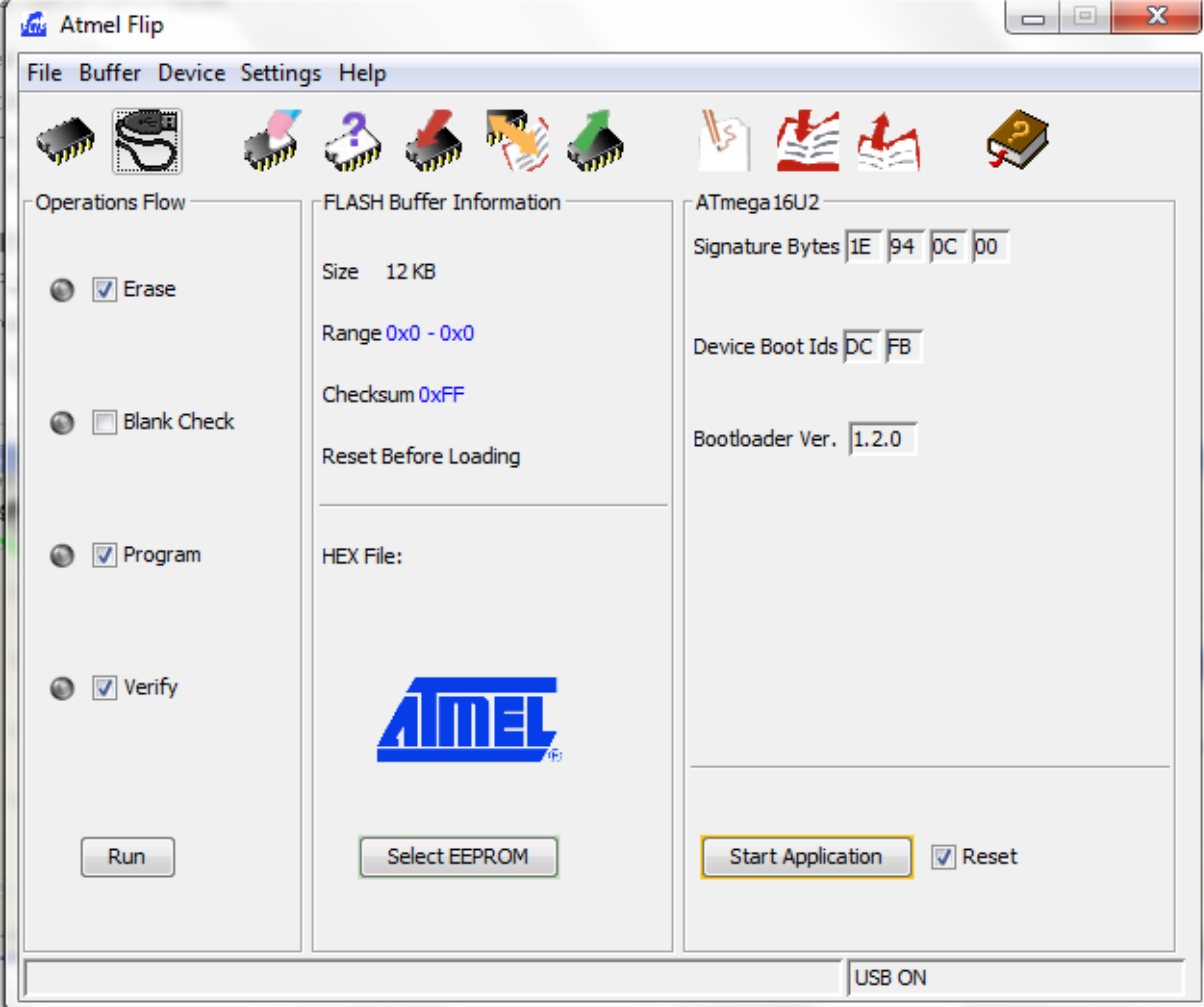 Atmel Flip
File Buffer Device Settings Help
Operations Flow
Erase
Blank Check
Program
Verify
Run
FLASH Buffer Information
Size 12 KB
Range 0x0 - 0x0
Checksum 0xFF
Reset Before Loading
HEX File:
ATMEL®
Select EEPROM
ATmega16U2
Signature Bytes 1E 94 0C 00
Device Boot Ids DC FB
Bootloader Ver. 1.2.0
Start Application Reset
USB ON